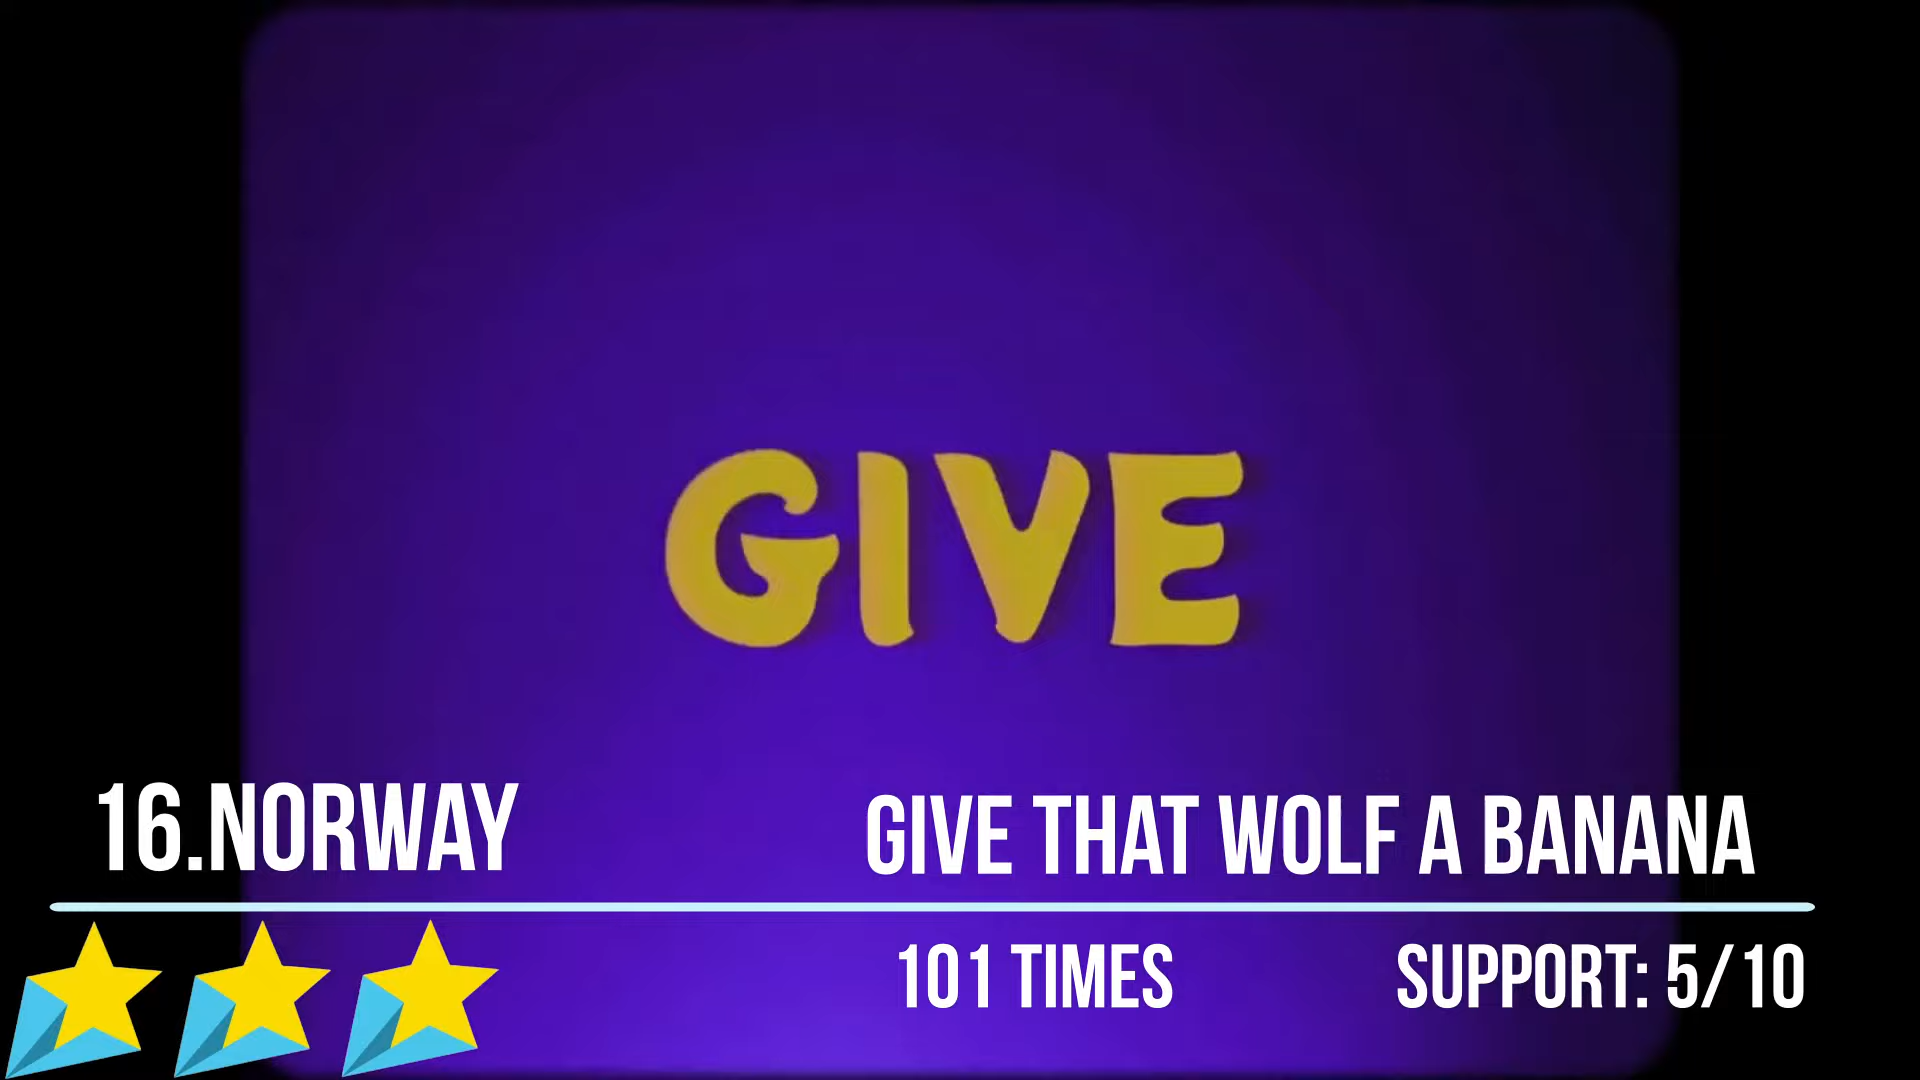 GIVE
16.NORWAY
GIVE THAT WOLF A BANANA
101 TIMES
SUPPORT: 5/10